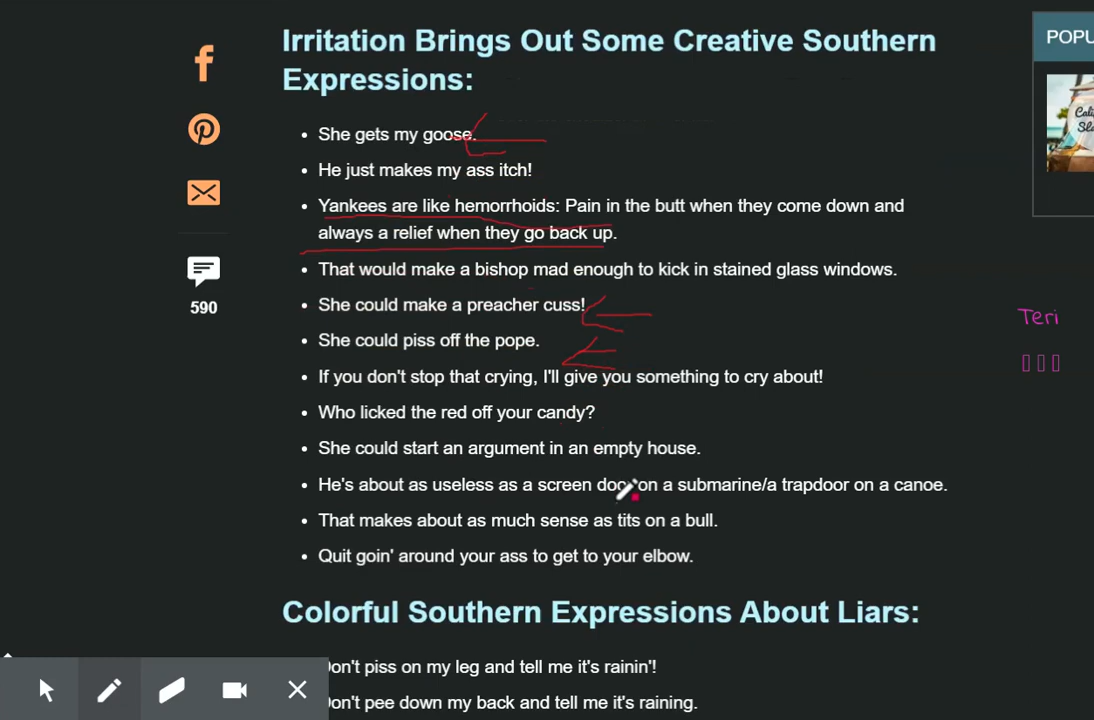 Irritation Brings Out Some Creative Southern
Expressions:
POPU
She gets my goose.
He just makes my ass itch!
Yankees are like hemorrhoids: Pain in the butt when they come down and
always a relief when they go back up.
That would make a bishop mad enough to kick in stained glass windows.
590
She could make a preacher cuss!
Teri
She could piss off the pope.
If you don't stop that crying, I'll give you something to cry about!
Who licked the red off your candy?
She could start an argument in an empty house.
He's about as useless as a screen door on a submarine/a trapdoor on a canoe.
That makes about as much sense as tits on a bull.
Quit goin' around your ass to get to your elbow.
Colorful Southern Expressions About Liars:
Don't piss on my leg and tell me it's rainin'!
Don't pee down my back and tell me it's raining.